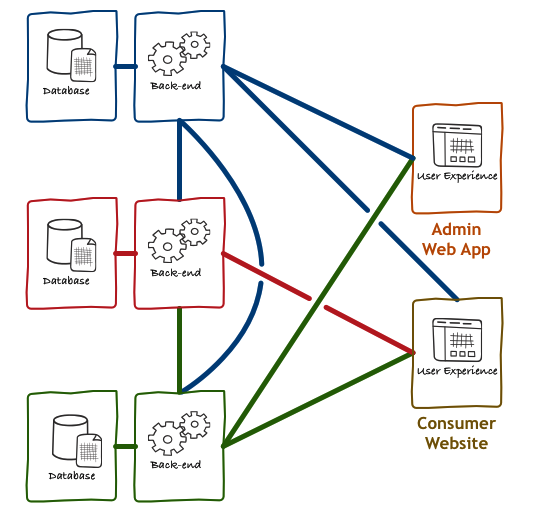 Database
Back-end
User Experience
Admin
Web App
Database
Back-end
User Experience
Consumer
Website
Database
Back-end